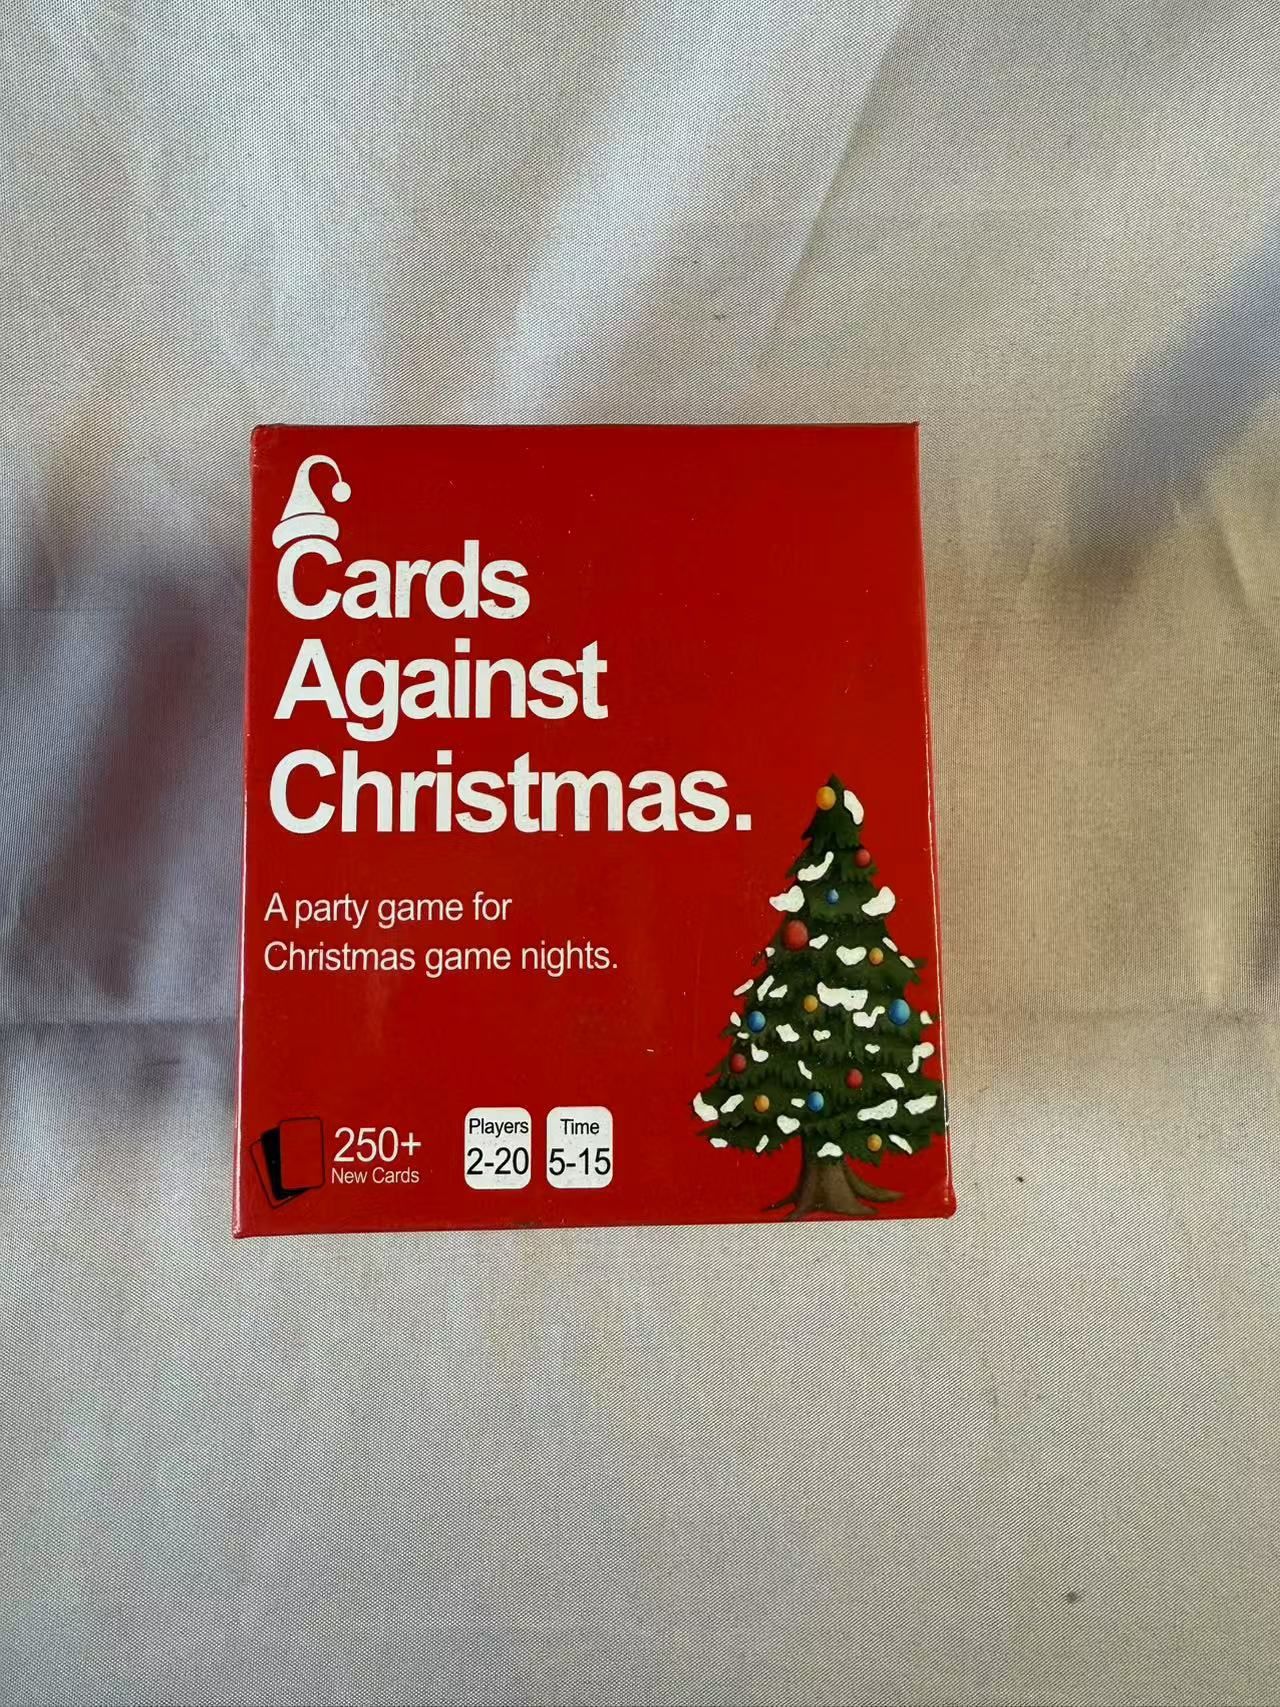 Cards
Against
Christmas.
A party game for
Christmas game nights.
250+
New Cards
Players
2-20
Time
5-15